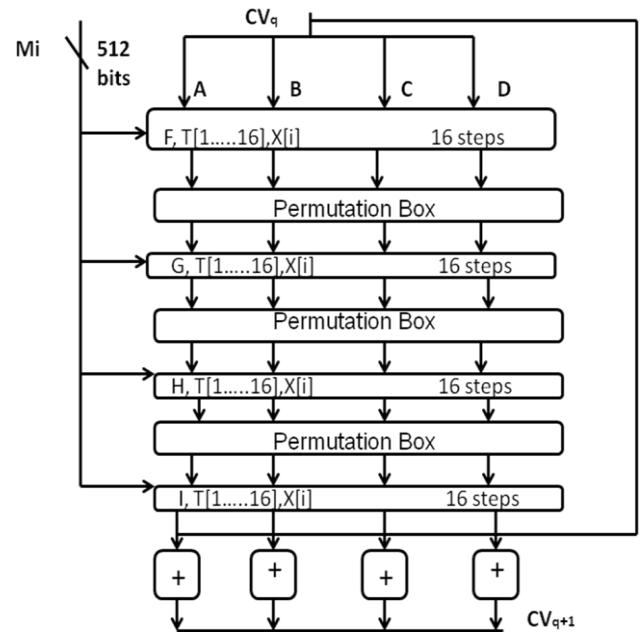 CVq
Mi
512
bits
A B C D
F, T[1.....16],X[i] 16 steps
Permutation Box
G, T[1.....16],X[i] 16 steps
Permutation Box
H, T[1.....16],X[i] 16 steps
Permutation Box
I, T[1.....16],X[i] 16 steps
+ + + +
CVq+1